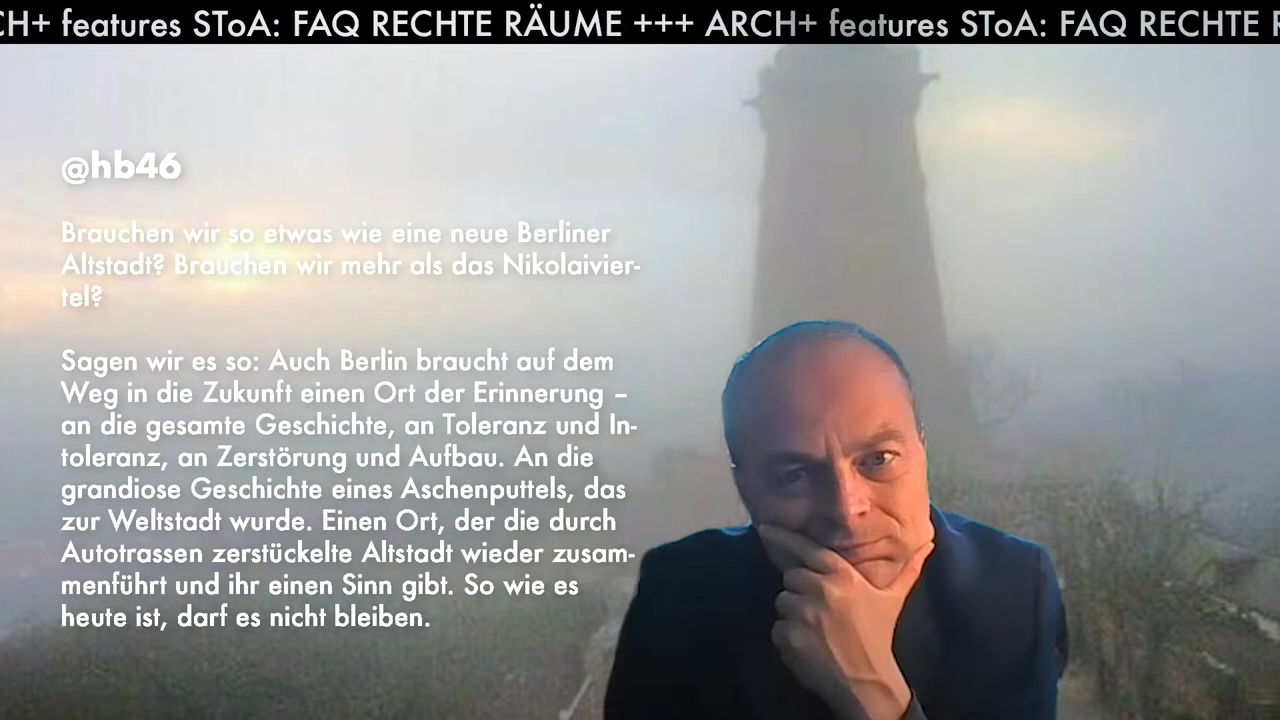 CH+ features SToA: FAQ RECHTE RÄUME +++ ARCH+ features SToA: FAQ RECHTE R
@hb46
Brauchen wir so etwas wie eine neue Berliner
Altstadt? Brauchen wir mehr als das Nikolaivier-
tel?
Sagen wir es so: Auch Berlin braucht auf dem
Weg in die Zukunft einen Ort der Erinnerung –
an die gesamte Geschichte, an Toleranz und In-
toleranz, an Zerstörung und Aufbau. An die
grandiose Geschichte eines Aschenputtels, das
zur Weltstadt wurde. Einen Ort, der die durch
Autotrassen zerstückelte Altstadt wieder zusam-
menführt und ihr einen Sinn gibt. So wie es
heute ist, darf es nicht bleiben.